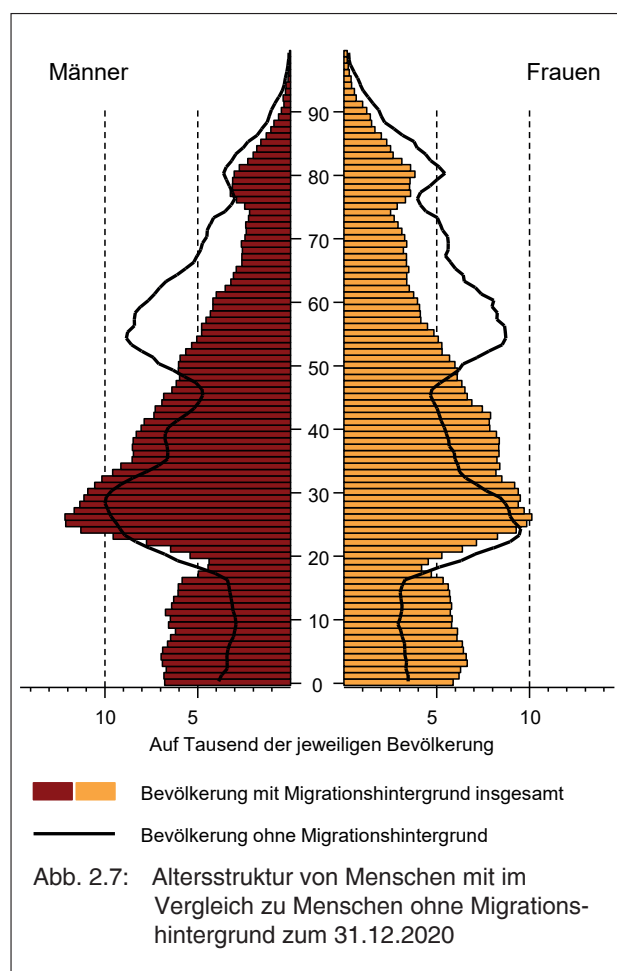 Männer
Frauen
90
80
70
60
50
40
30
20
10
0
10
5
5
10
Auf Tausend der jeweiligen Bevölkerung
Bevölkerung mit Migrationshintergrund insgesamt
Bevölkerung ohne Migrationshintergrund
Abb. 2.7: Altersstruktur von Menschen mit im
Vergleich zu Menschen ohne Migrations-
hintergrund zum 31.12.2020